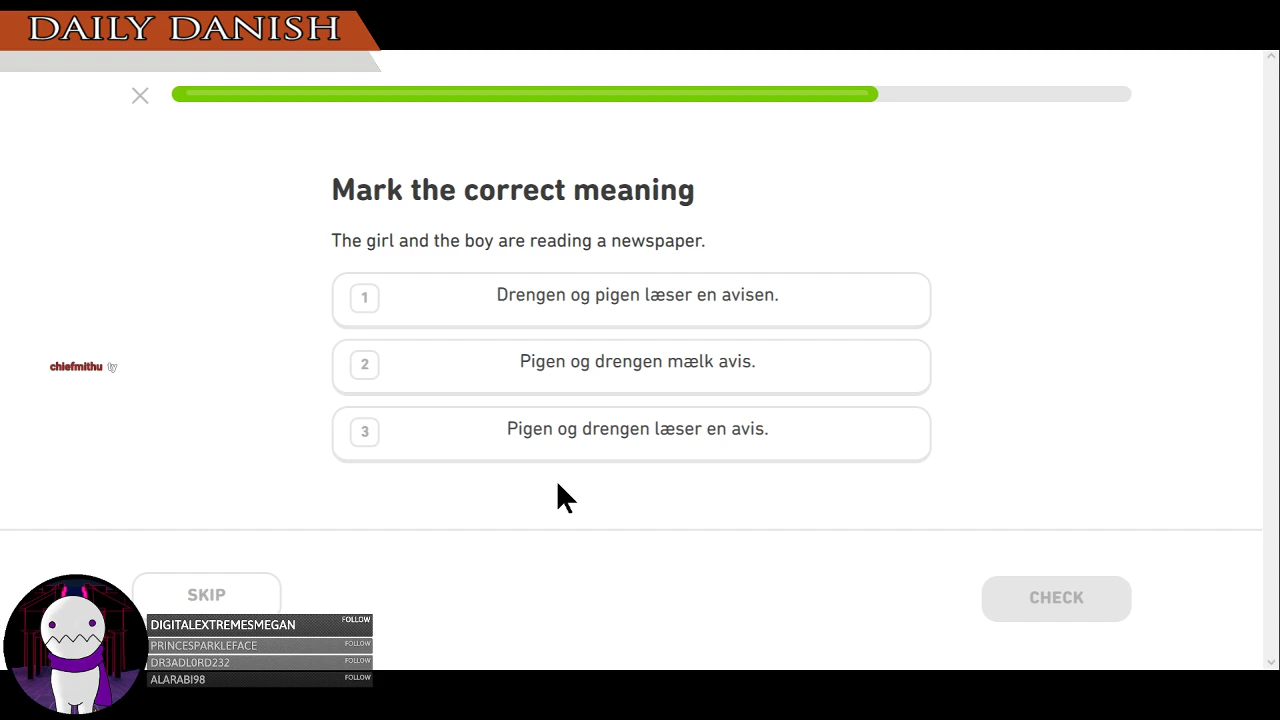 DAILY DANISH
Mark the correct meaning
The girl and the boy are reading a newspaper.
1 Drengen og pigen læser en avisen.
2 Pigen og drengen mælk avis.
3 Pigen og drengen læser en avis.
chiefmithu ty
SKIP
CHECK
DIGITALEXTREMESMEGAN FOLLOW
PRINCESPARKLEFACE FOLLOW
DR3ADL0RD232 FOLLOW
ALARABI98 FOLLOW